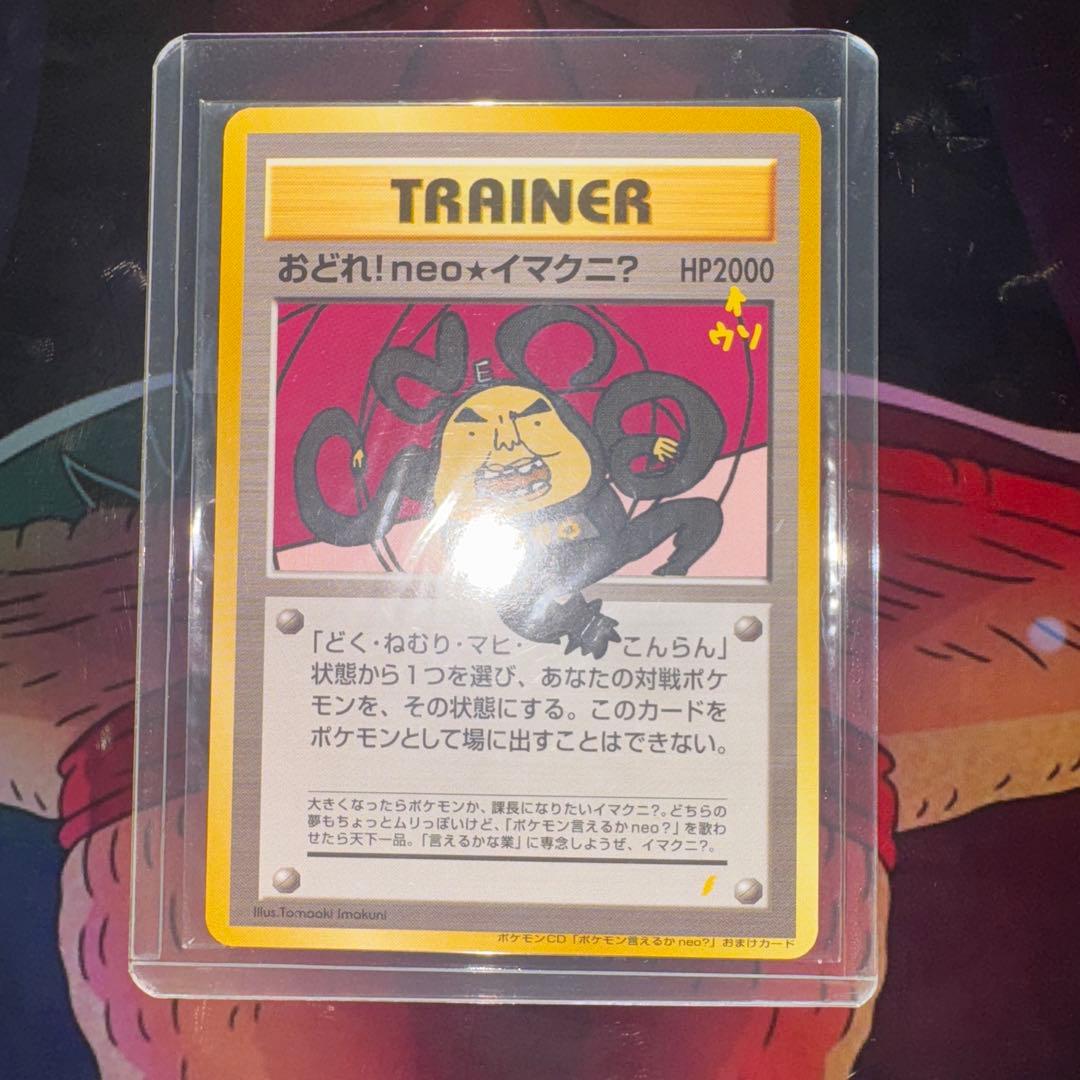 TRAINER
おどれ!neo★イマクニ? HP2000
ウソ
E
「どく・ねむり・マヒ・ こんらん」
状態から1つを選び、あなたの対戦ポケ
モンを、その状態にする。このカードを
ポケモンとして場に出すことはできない。
大きくなったらポケモンか、課長になりたいイマクニ?。どちらの
夢もちょっとムリっぽいけど、「ポケモン言えるかneo?」を歌わ
せたら天下一品。「言えるかな業」に専念しようぜ、イマクニ?。
Illus.Tomoaki Imakuni
ポケモンCD「ポケモン言えるかneo?」おまけカード